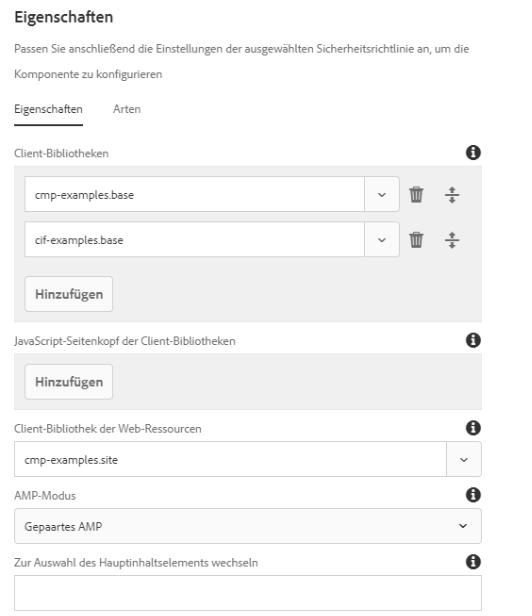 Eigenschaften
Passen Sie anschließend die Einstellungen der ausgewählten Sicherheitsrichtlinie an, um die
Komponente zu konfigurieren
Eigenschaften Arten
Client-Bibliotheken
cmp-examples.base
cif-examples.base
Hinzufügen
JavaScript-Seitenkopf der Client-Bibliotheken
Hinzufügen
Client-Bibliothek der Web-Ressourcen
cmp-examples.site
AMP-Modus
Gepaartes AMP
Zur Auswahl des Hauptinhaltselements wechseln